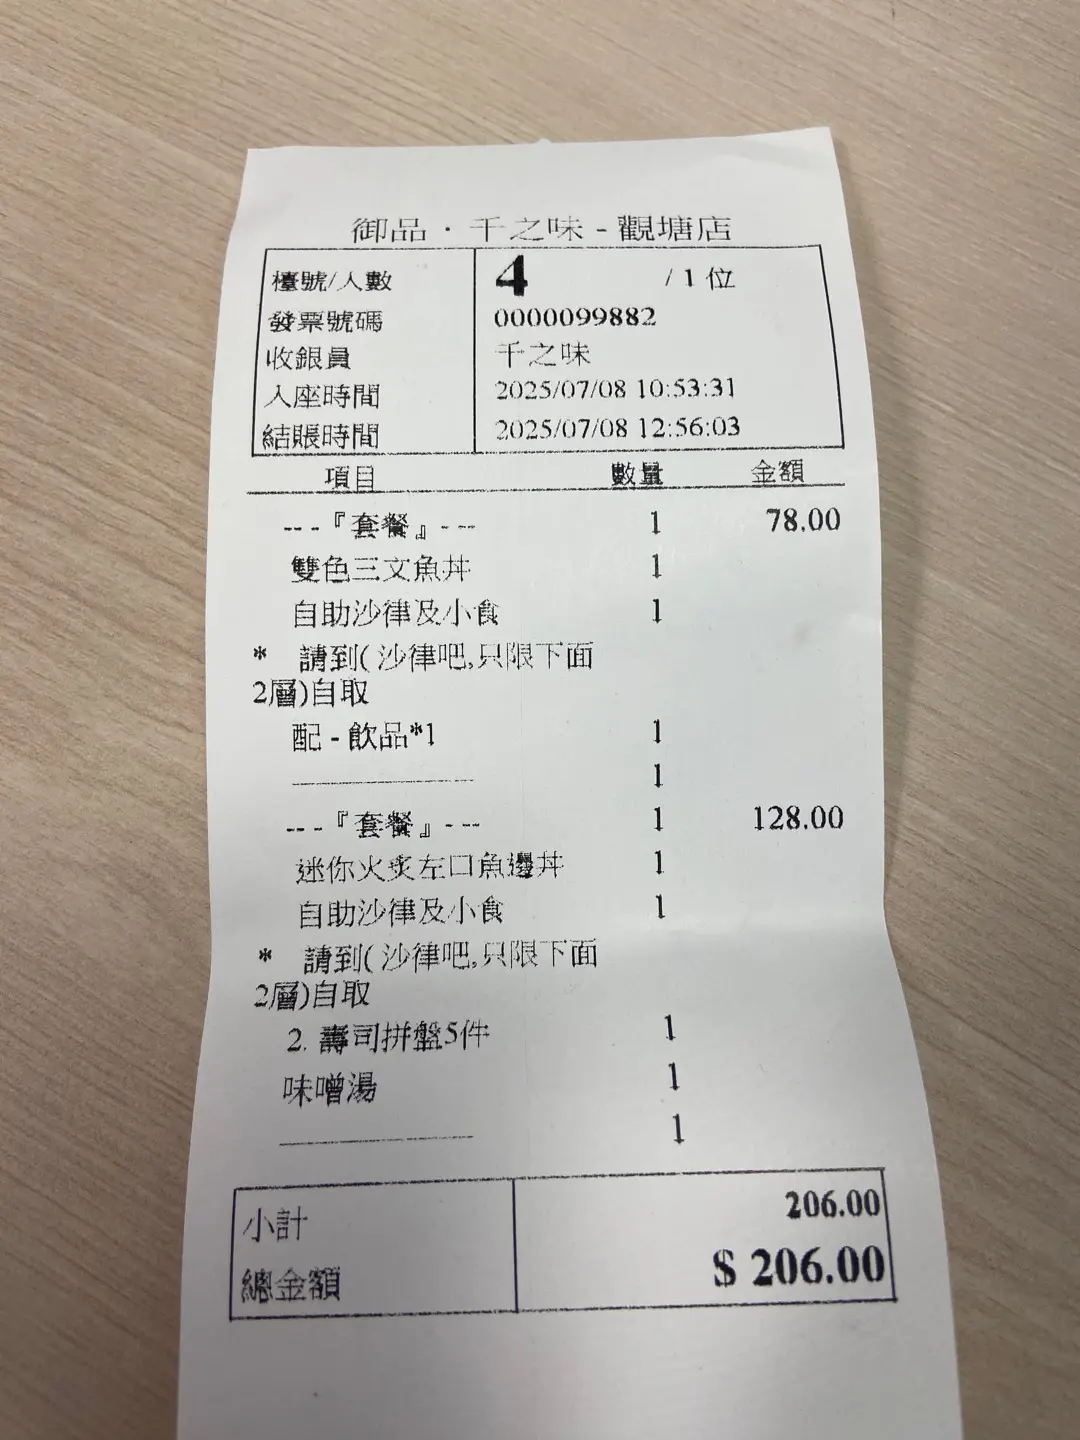 御品·千之味-觀塘店
檯號/人數 4 / 1 位
發票號碼 0000099882
收銀員 千之味
入座時間 2025/07/08 10:53:31
結賬時間 2025/07/08 12:56:03
項目 數量 金額
---『套餐』--- 1 78.00
雙色三文魚丼 1
自助沙律及小食 1
* 請到(沙律吧,只限下面
2層)自取
配-飲品*1 1
1
---『套餐』--- 1 128.00
迷你火炙左口魚邊丼 1
自助沙律及小食 1
* 請到(沙律吧,只限下面
2層)自取
2. 壽司拼盤5件 1
味噌湯 1
1
小計 206.00
總金額 $ 206.00